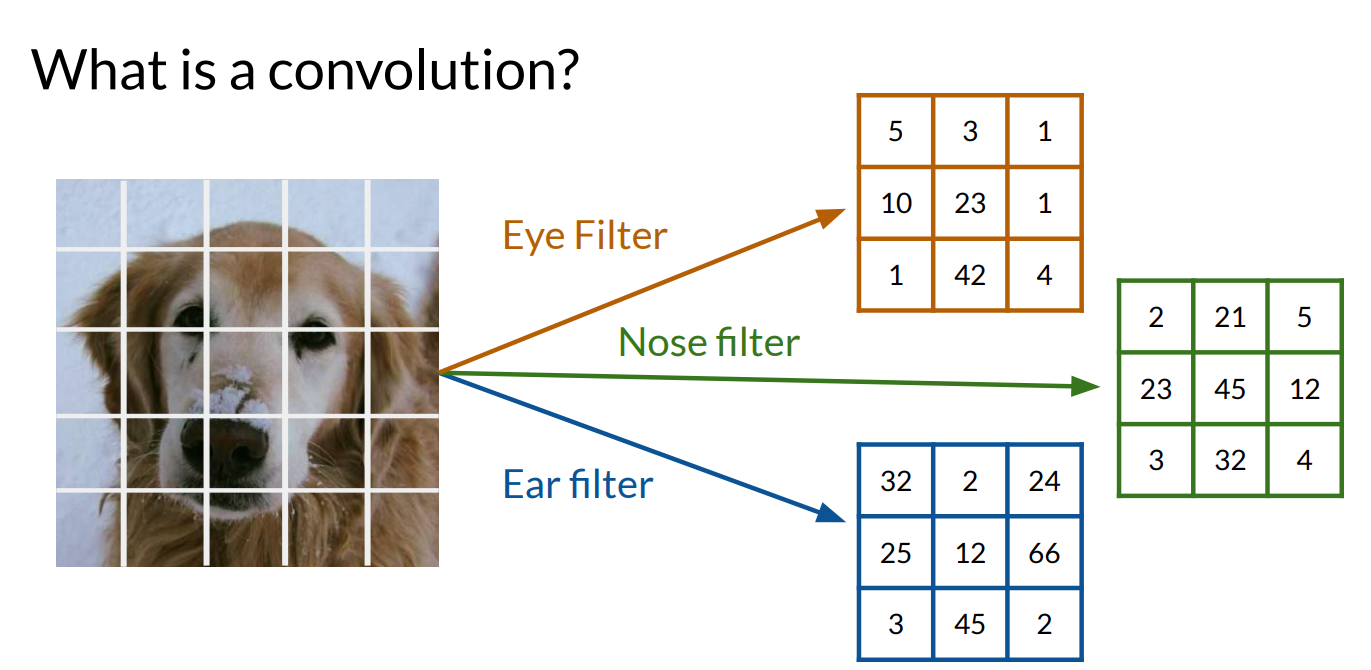 What is a convolution?
Eye Filter
5 3 1
10 23 1
1 42 4
Nose filter
2 21 5
23 45 12
3 32 4
Ear filter
32 2 24
25 12 66
3 45 2